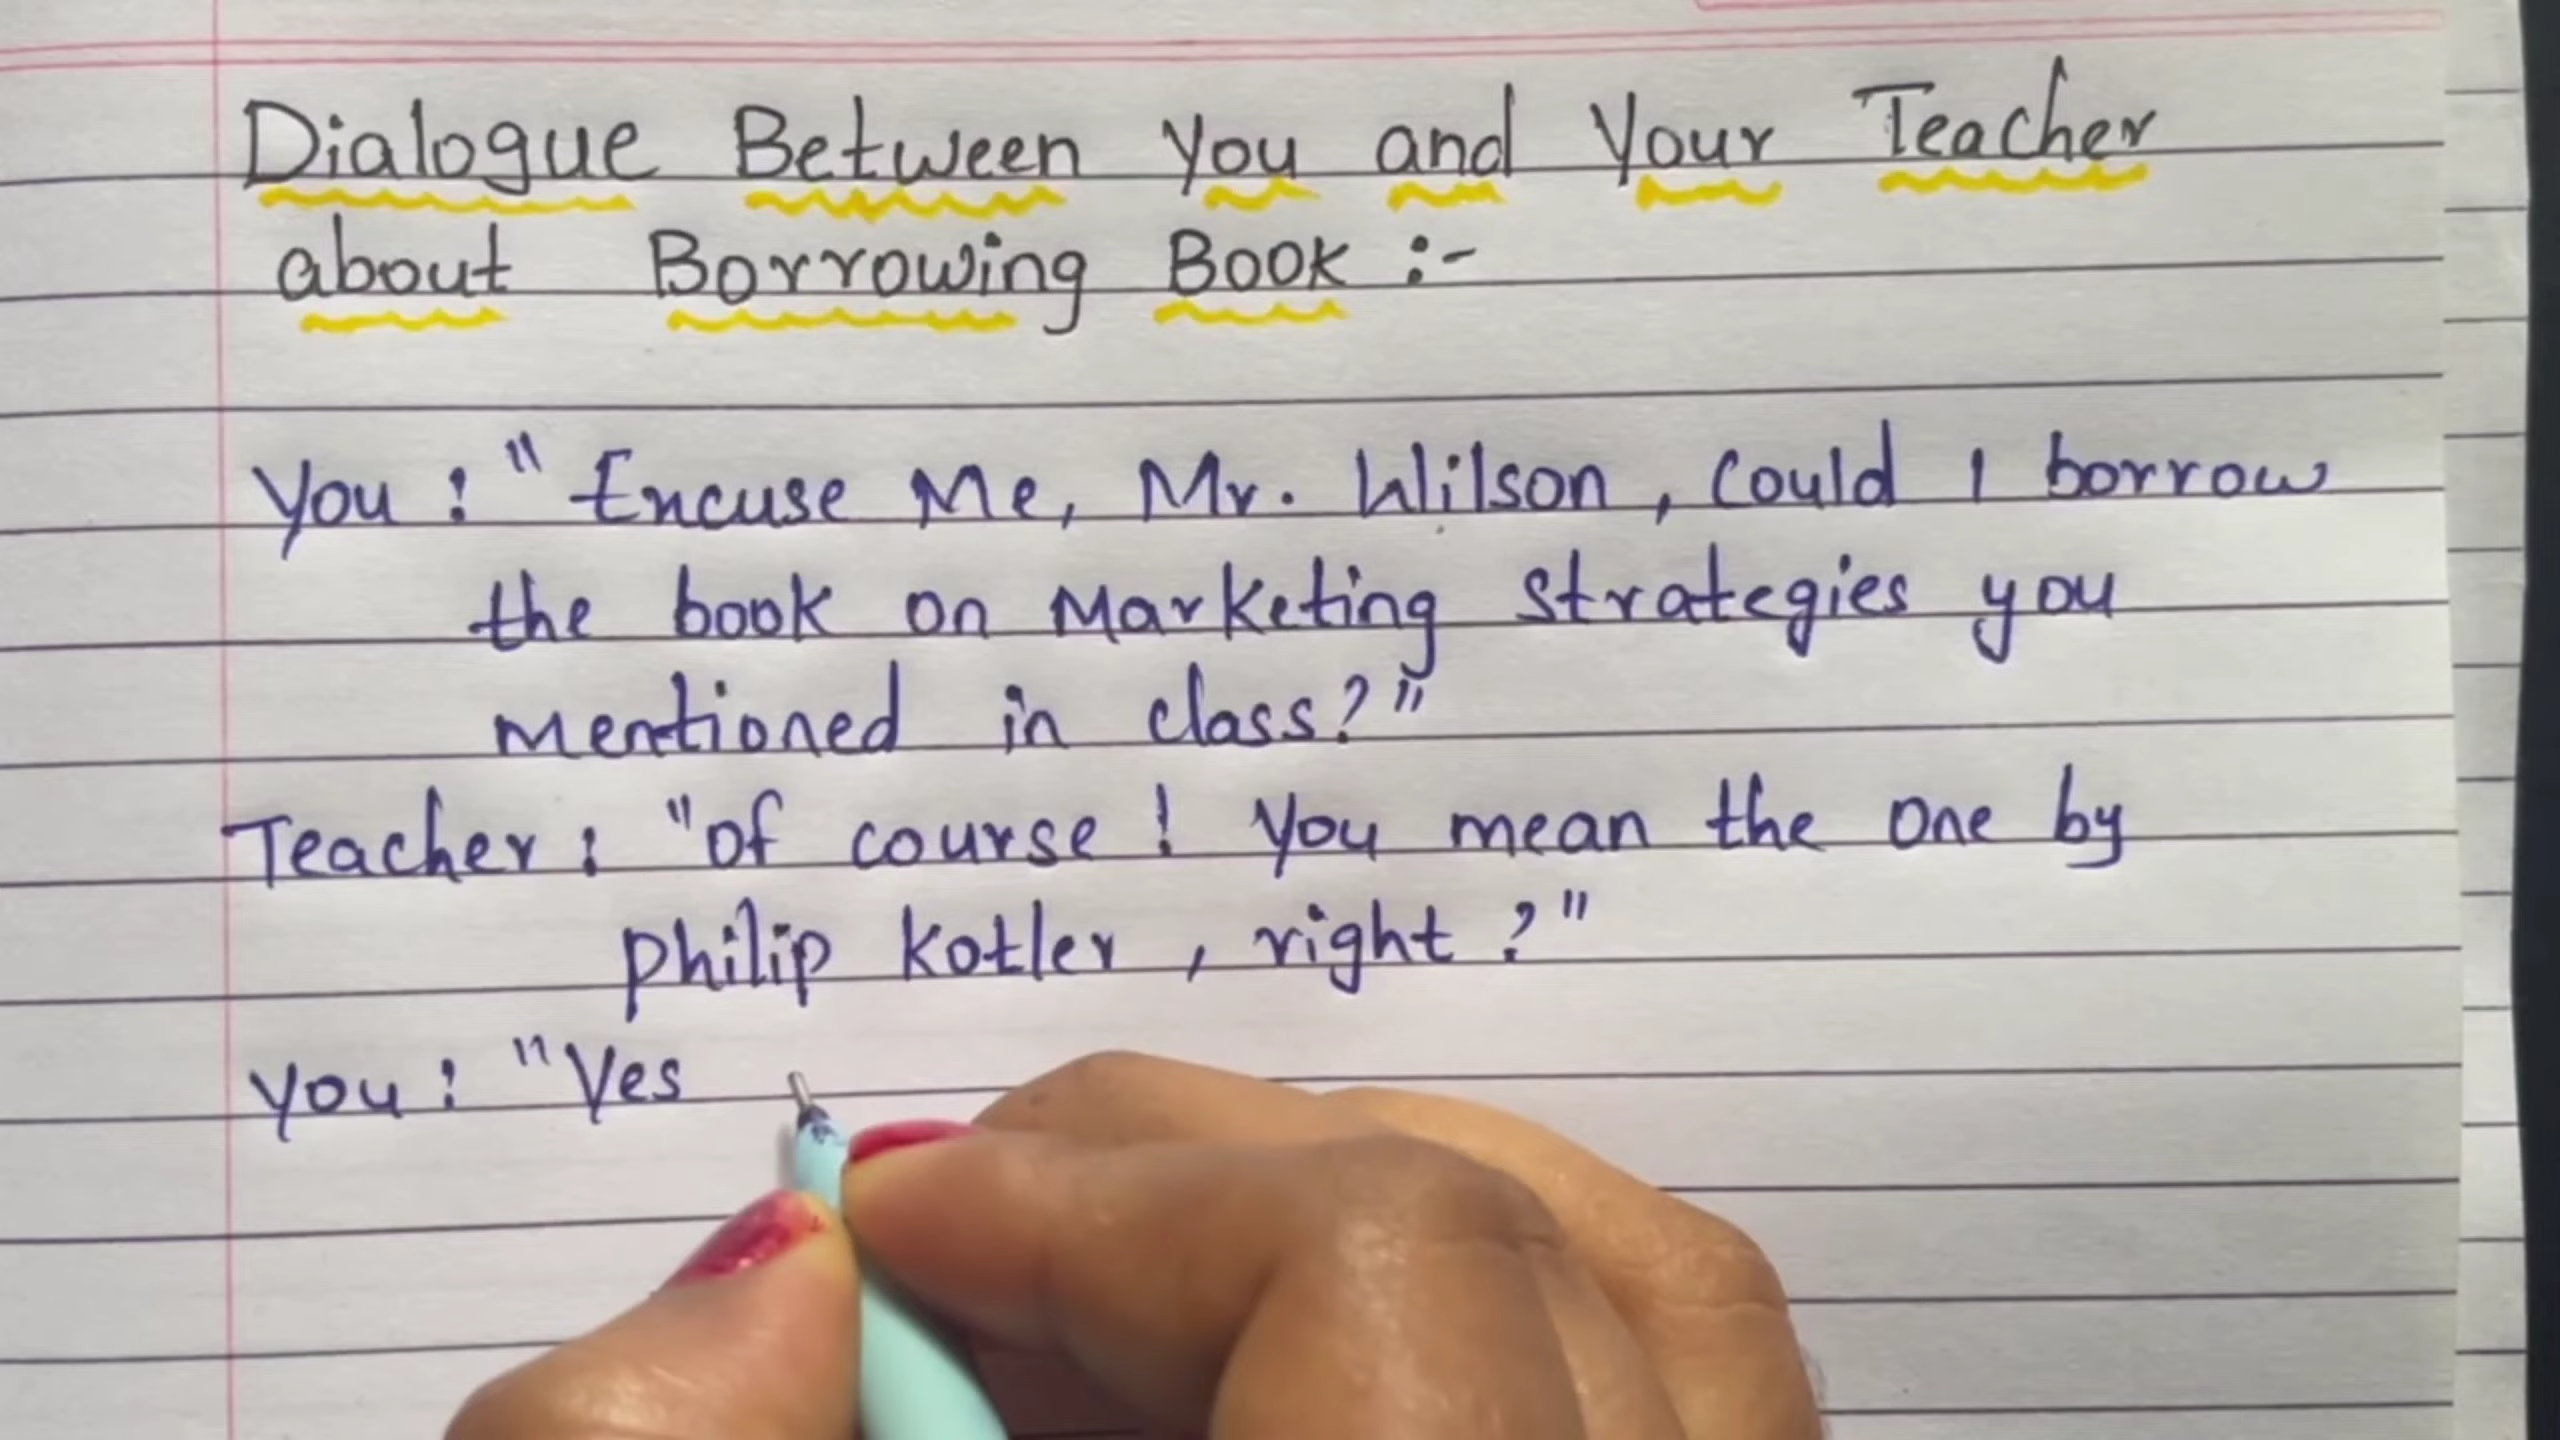 Dialogue Between You and Your Teacher
about Borrowing Book :-
You : "Excuse Me, Mr. Wilson, Could I borrow
the book on Marketing Strategies you
mentioned in class?"
Teacher : "Of course ! You mean the One by
Philip Kotler , right ?"
You : "Yes